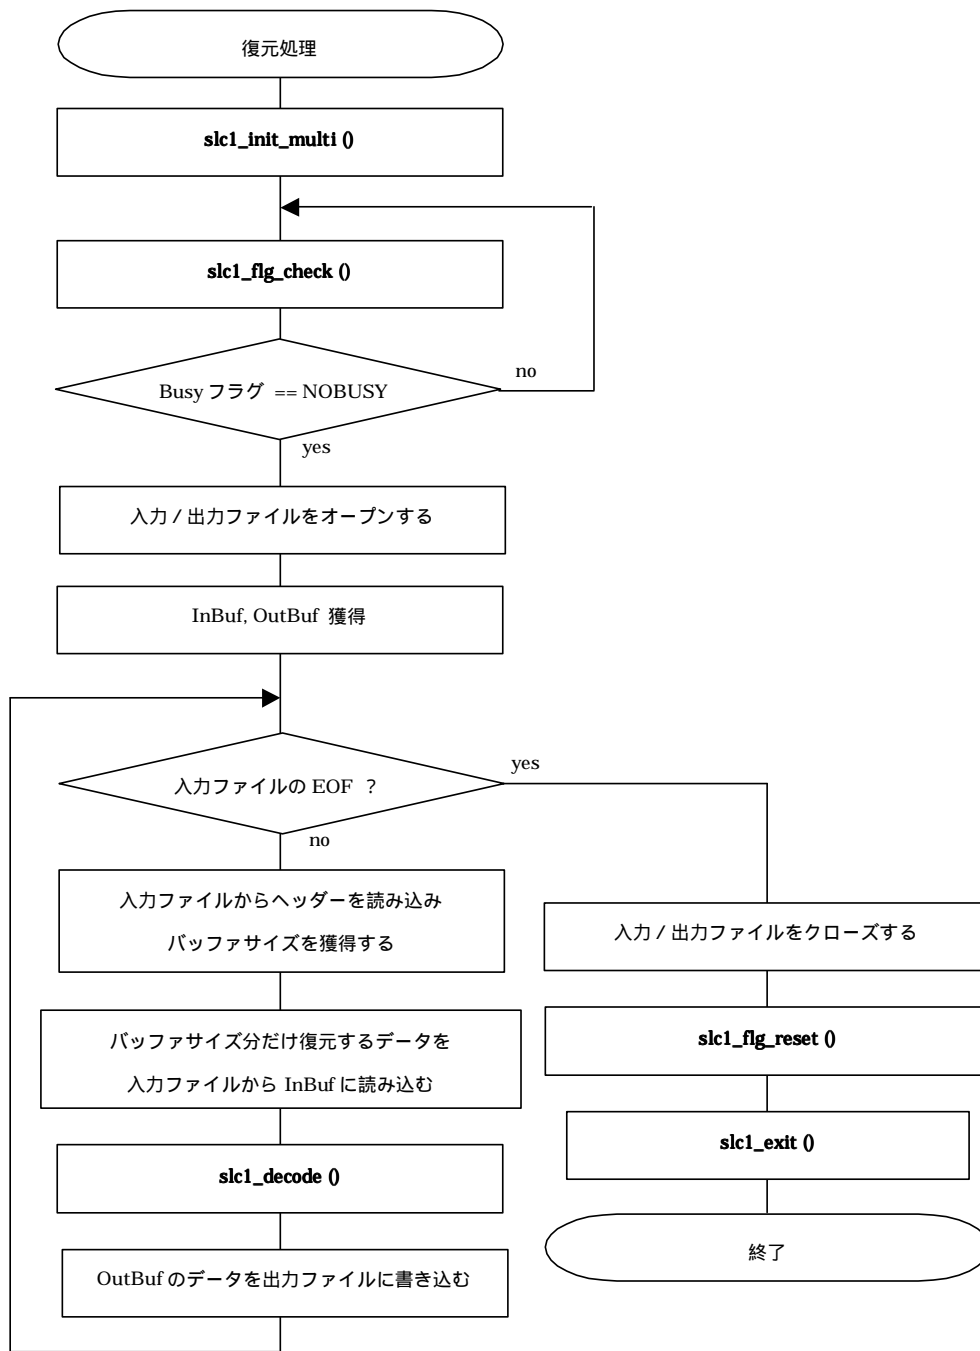 復元処理
slc1_init_multi ()
slc1_flg_check ()
Busy フラグ == NOBUSY
no
yes
入力 / 出力ファイルをオープンする
InBuf, OutBuf 獲得
入力ファイルの EOF ?
yes
no
入力ファイルからヘッダーを読み込み
バッファサイズを獲得する
バッファサイズ分だけ復元するデータを
入力ファイルから InBuf に読み込む
slc1_decode ()
OutBuf のデータを出力ファイルに書き込む
入力 / 出力ファイルをクローズする
slc1_flg_reset ()
slc1_exit ()
終了